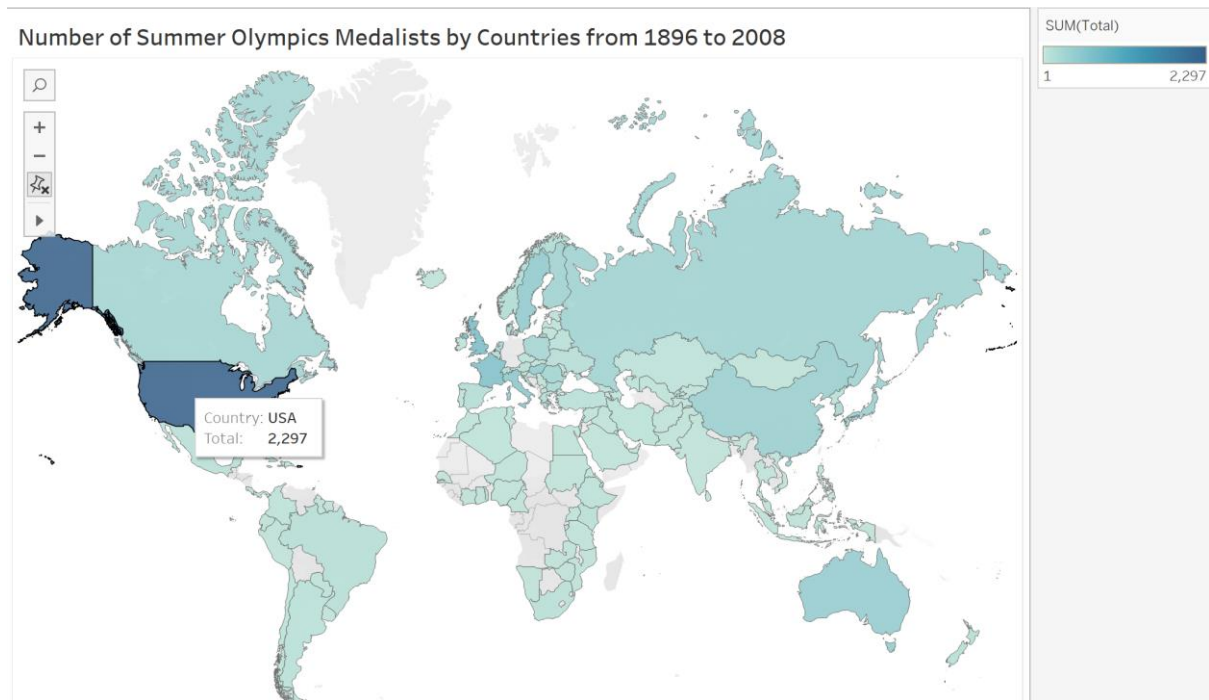 Number of Summer Olympics Medalists by Countries from 1896 to 2008
SUM(Total)
1 2,297
Country: USA
Total: 2,297